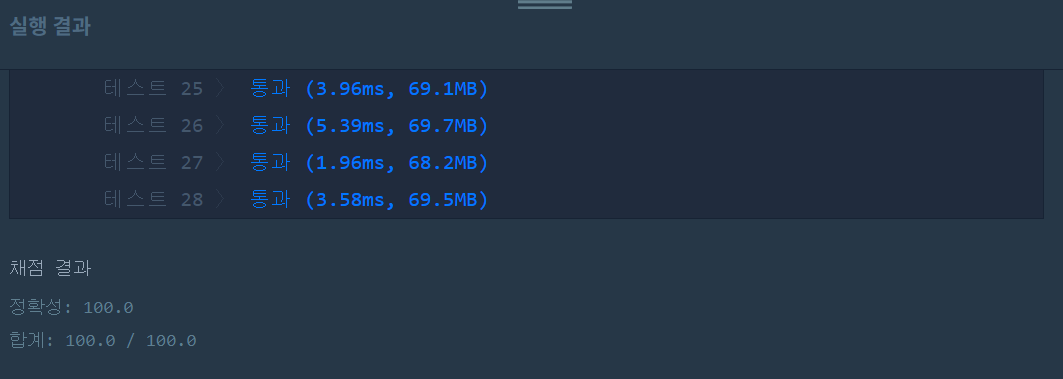 실행 결과
테스트 25 〉 통과 (3.96ms, 69.1MB)
테스트 26 〉 통과 (5.39ms, 69.7MB)
테스트 27 〉 통과 (1.96ms, 68.2MB)
테스트 28 〉 통과 (3.58ms, 69.5MB)
채점 결과
정확성: 100.0
합계: 100.0 / 100.0